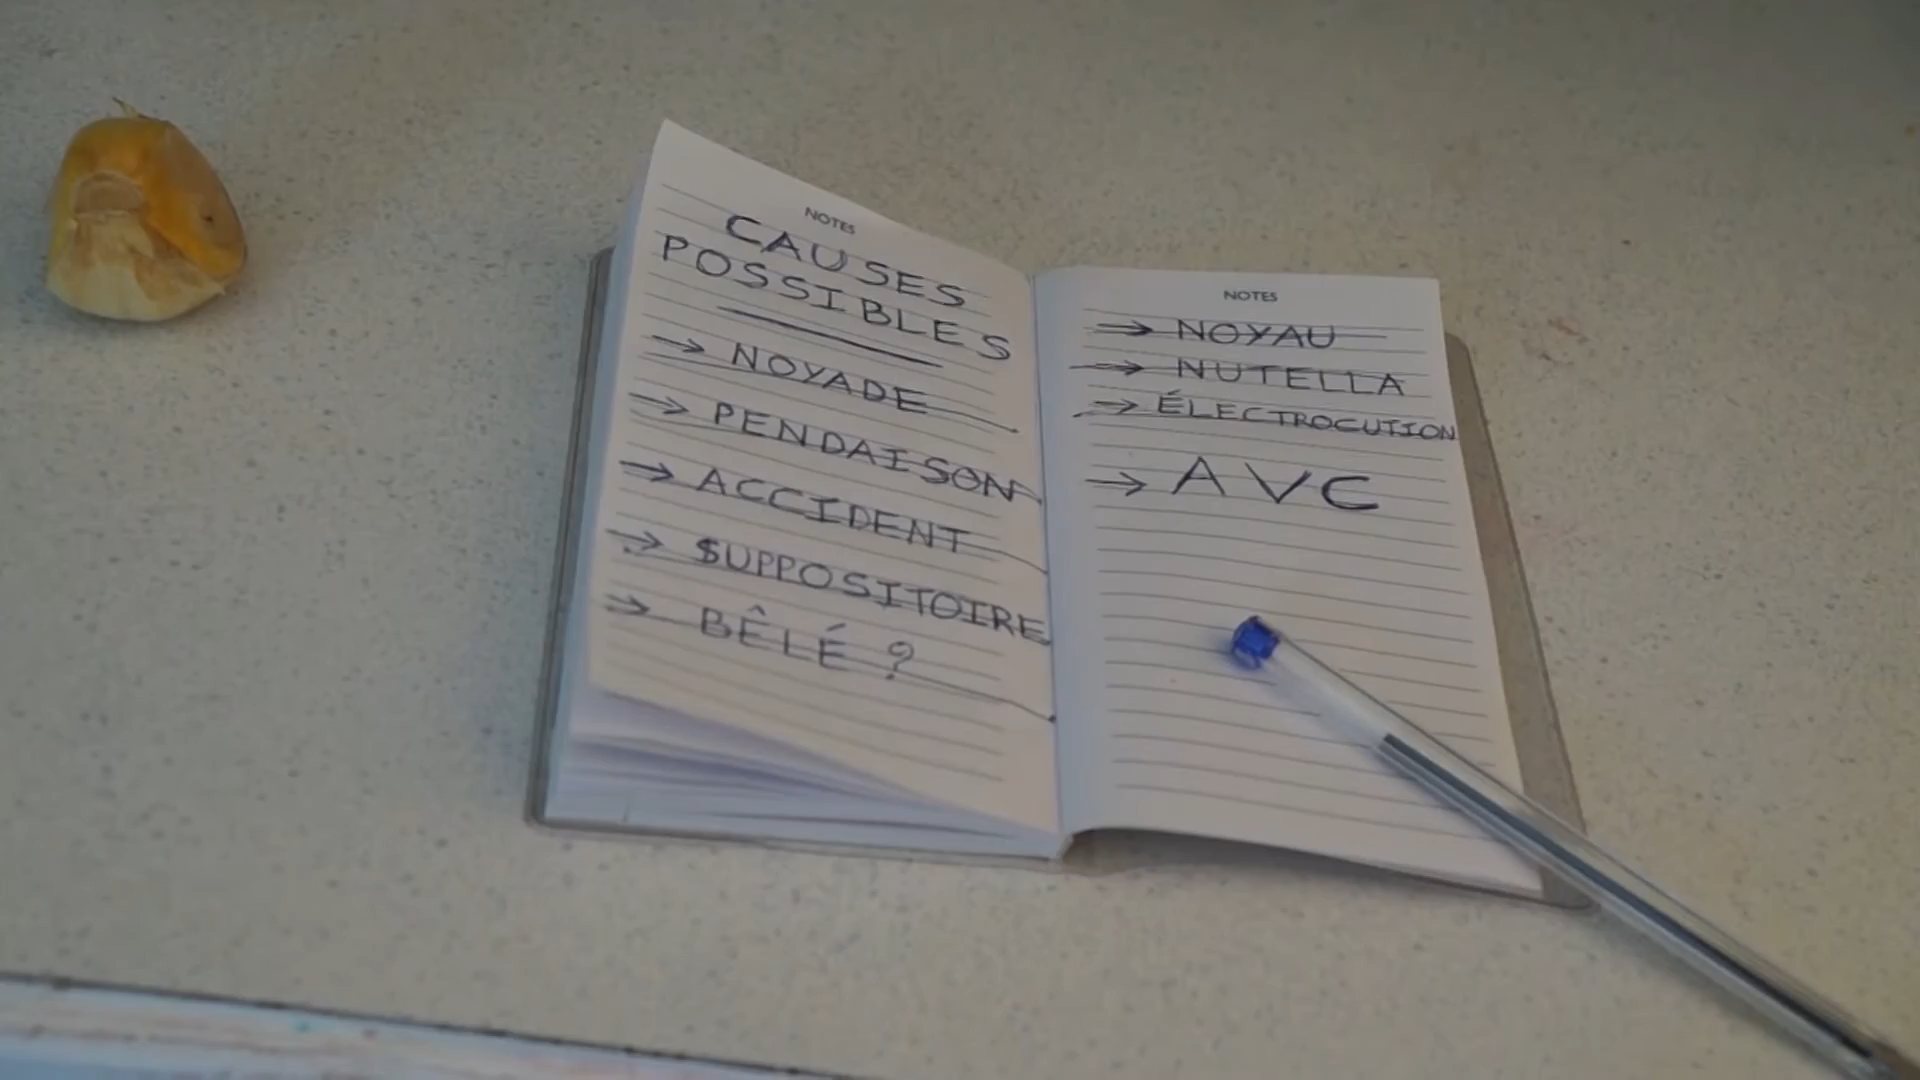 NOTES
CAUSES
POSSIBLES
→ NOYADE
→ PENDAISON
→ ACCIDENT
→ SUPPOSITOIRE
→ BÊLÉ ?
NOTES
→ NOYAU
→ NUTELLA
→ ÉLECTROCUTION
→ AVC